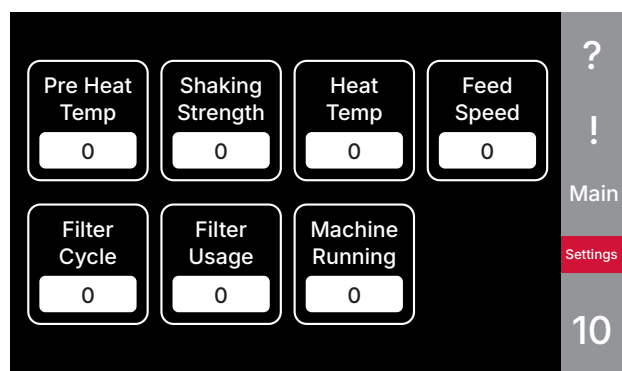 Pre Heat
Temp
0
Shaking
Strength
0
Heat
Temp
0
Feed
Speed
0
Filter
Cycle
0
Filter
Usage
0
Machine
Running
0
?
!
Main
Settings
10